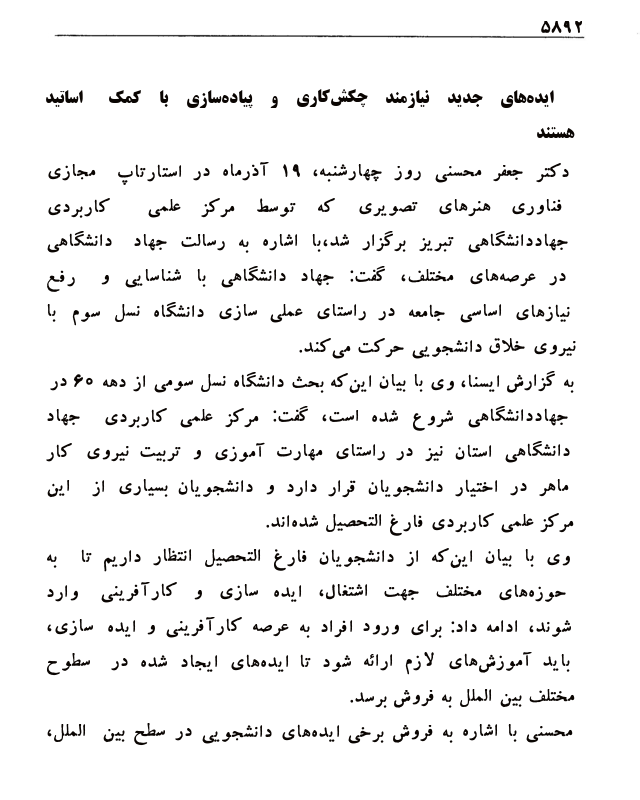 ۵۸۹۲
ایده‌های جدید نیازمند چکش‌کاری و پیاده‌سازی با کمک اساتید
هستند
دکتر جعفر محسنی روز چهارشنبه، ۱۹ آذرماه در استارتاپ مجازی
فناوری هنرهای تصویری که توسط مرکز علمی کاربردی
جهاددانشگاهی تبریز برگزار شد،با اشاره به رسالت جهاد دانشگاهی
در عرصه‌های مختلف، گفت: جهاد دانشگاهی با شناسایی و رفع
نیازهای اساسی جامعه در راستای عملی سازی دانشگاه نسل سوم با
نیروی خلاق دانشجویی حرکت می‌کند.
به گزارش ایسنا، وی با بیان این‌که بحث دانشگاه نسل سومی از دهه ۶۰ در
جهاددانشگاهی شروع شده است، گفت: مرکز علمی کاربردی جهاد
دانشگاهی استان نیز در راستای مهارت آموزی و تربیت نیروی کار
ماهر در اختیار دانشجویان قرار دارد و دانشجویان بسیاری از این
مرکز علمی کاربردی فارغ التحصیل شده‌اند.
وی با بیان این‌که از دانشجویان فارغ التحصیل انتظار داریم تا به
حوزه‌های مختلف جهت اشتغال، ایده سازی و کارآفرینی وارد
شوند، ادامه داد: برای ورود افراد به عرصه کارآفرینی و ایده سازی،
باید آموزش‌های لازم ارائه شود تا ایده‌های ایجاد شده در سطوح
مختلف بین الملل به فروش برسد.
محسنی با اشاره به فروش برخی ایده‌های دانشجویی در سطح بین الملل،